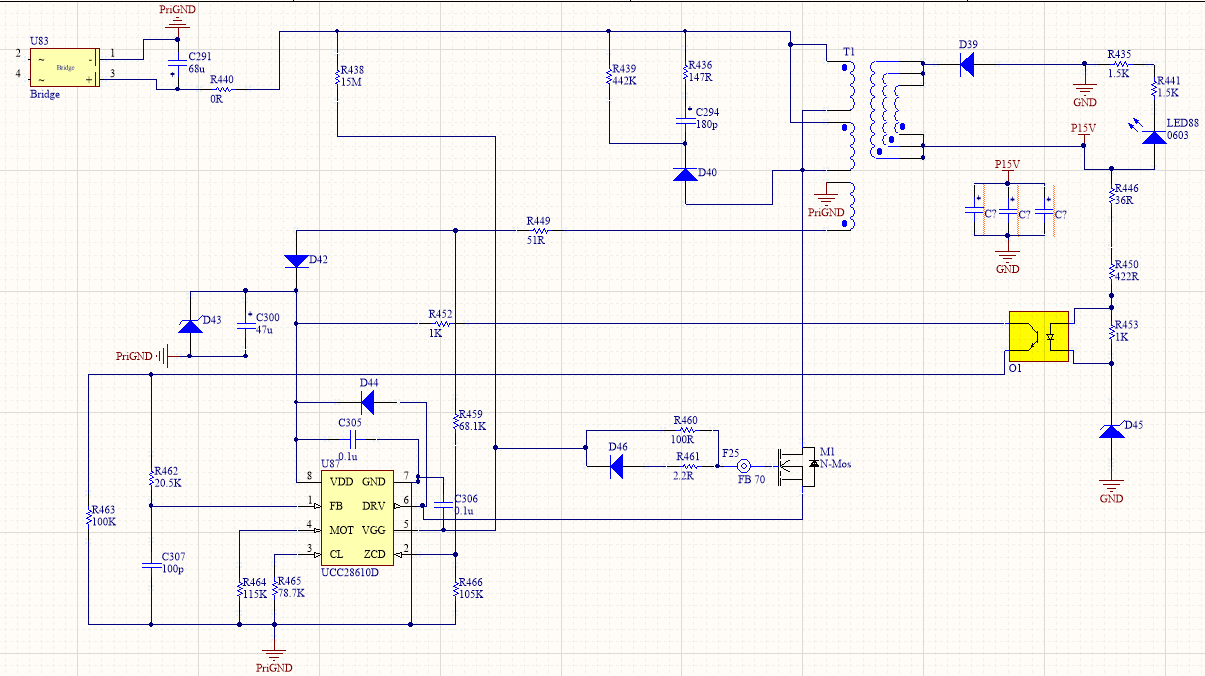 PriGND
U83
2
~
-
1
Bridge
4
~
+
3
Bridge
C291
68u
R440
0R
R438
15M
R439
442K
R436
147R
C294
180p
D40
T1
PriGND
D39
GND
R435
1.5K
R441
1.5K
P15V
LED88
0603
P15V
C?
C?
C?
GND
R446
36R
R450
422R
R453
1K
O1
D45
GND
R449
51R
D42
D43
C300
47u
PriGND
R452
1K
D44
C305
0.1u
R459
68.1K
R460
100R
D46
R461
2.2R
F25
FB 70
M1
N-Mos
U87
8
VDD
GND
7
1
FB
DRV
6
4
MOT
VGG
5
3
CL
ZCD
2
UCC28610D
C306
0.1u
R462
20.5K
R463
100K
C307
100p
R464
115K
R465
78.7K
R466
105K
PriGND